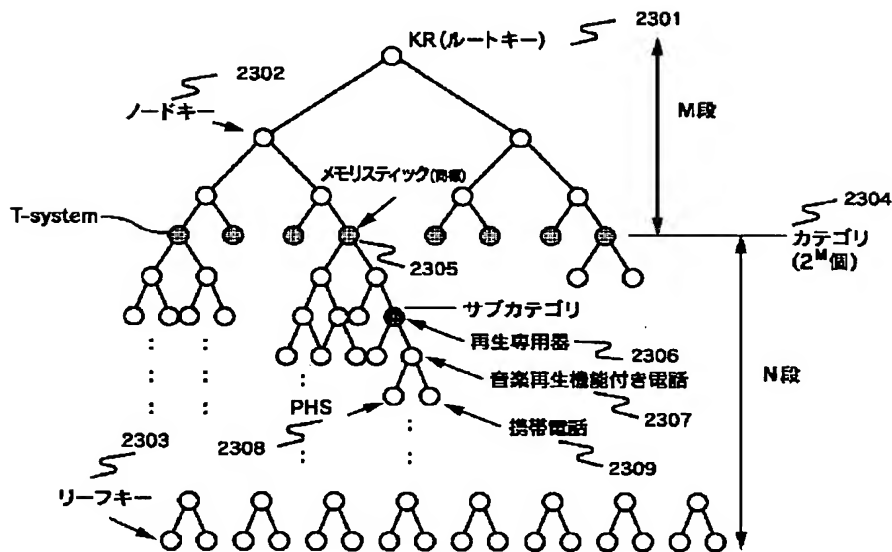 KR(ルートキー)
2301
2302
ノードキー
M段
メモリスティック(商標)
T-system
2304
カテゴリ
(2^M個)
2305
サブカテゴリ
再生専用器
2306
音楽再生機能付き電話
N段
PHS
2307
2303
2308
携帯電話
2309
リーフキー